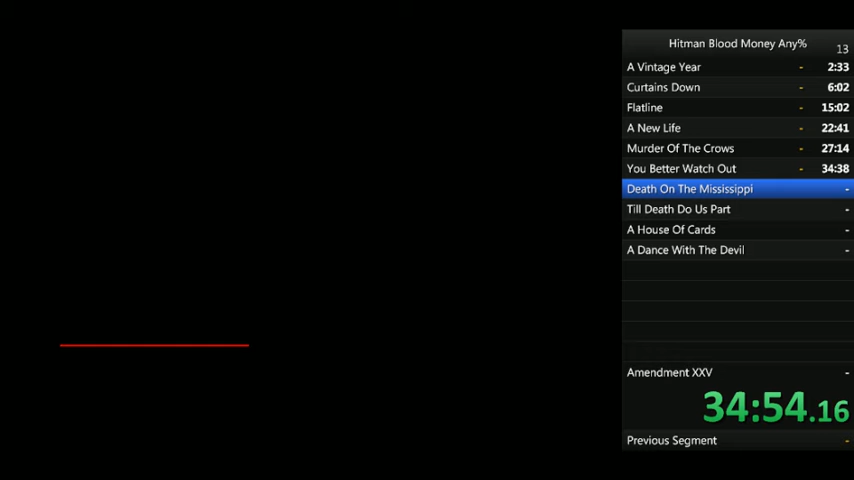 Hitman Blood Money Any%
13
A Vintage Year - 2:33
Curtains Down - 6:02
Flatline - 15:02
A New Life - 22:41
Murder Of The Crows - 27:14
You Better Watch Out - 34:38
Death On The Mississippi -
Till Death Do Us Part -
A House Of Cards -
A Dance With The Devil -
Amendment XXV -
34:54.16
Previous Segment -